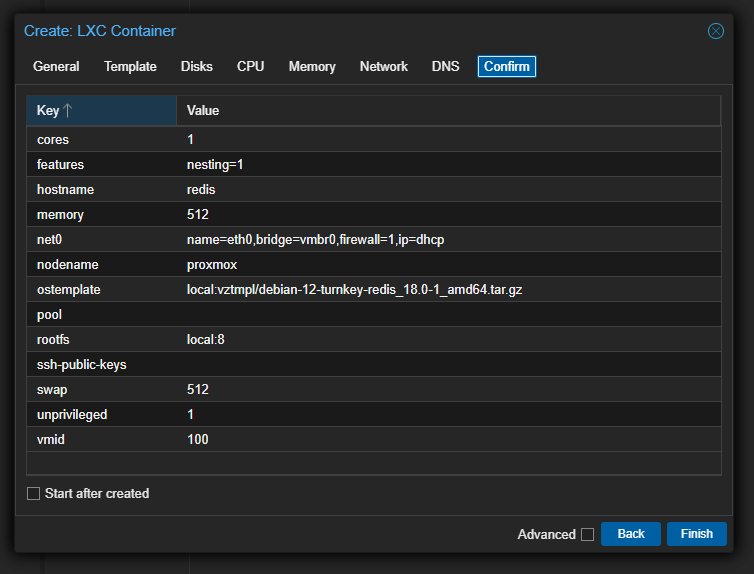 Create: LXC Container
General Template Disks CPU Memory Network DNS Confirm
Key Value
cores 1
features nesting=1
hostname redis
memory 512
net0 name=eth0,bridge=vmbr0,firewall=1,ip=dhcp
nodename proxmox
ostemplate local:vztmpl/debian-12-turnkey-redis_18.0-1_amd64.tar.gz
pool
rootfs local:8
ssh-public-keys
swap 512
unprivileged 1
vmid 100
Start after created
Advanced Back Finish